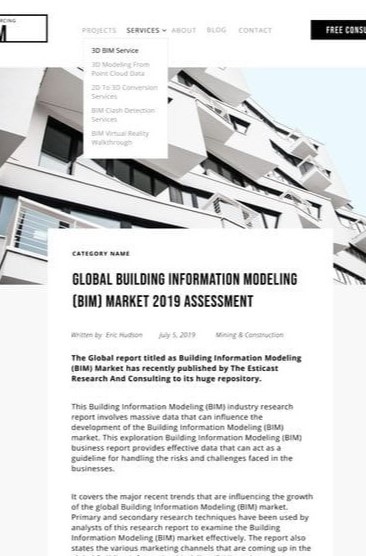 PROJECTS SERVICES ABOUT BLOG CONTACT
FREE CONSU
3D BIM Service
3D Modeling From
Point Cloud Data
2D To 3D Conversion
Services
BIM Clash Detection
Services
BIM Virtual Reality
Walkthrough
CATEGORY NAME
GLOBAL BUILDING INFORMATION MODELING
(BIM) MARKET 2019 ASSESSMENT
Written by Eric Hudson July 5, 2019 Mining & Construction
The Global report titled as Building Information Modeling
(BIM) Market has recently published by The Esticast
Research And Consulting to its huge repository.
This Building Information Modeling (BIM) industry research
report involves massive data that can influence the
development of the Building Information Modeling (BIM)
market. This exploration Building Information Modeling (BIM)
business report provides effective data that can act as a
guideline for handling the risks and challenges faced in the
businesses.
It covers the major recent trends that are influencing the growth
of the global Building Information Modeling (BIM) market.
Primary and secondary research techniques have been used by
analysts of this research report to examine the Building
Information Modeling (BIM) market effectively. The report also
states the various marketing channels that are coming up in the